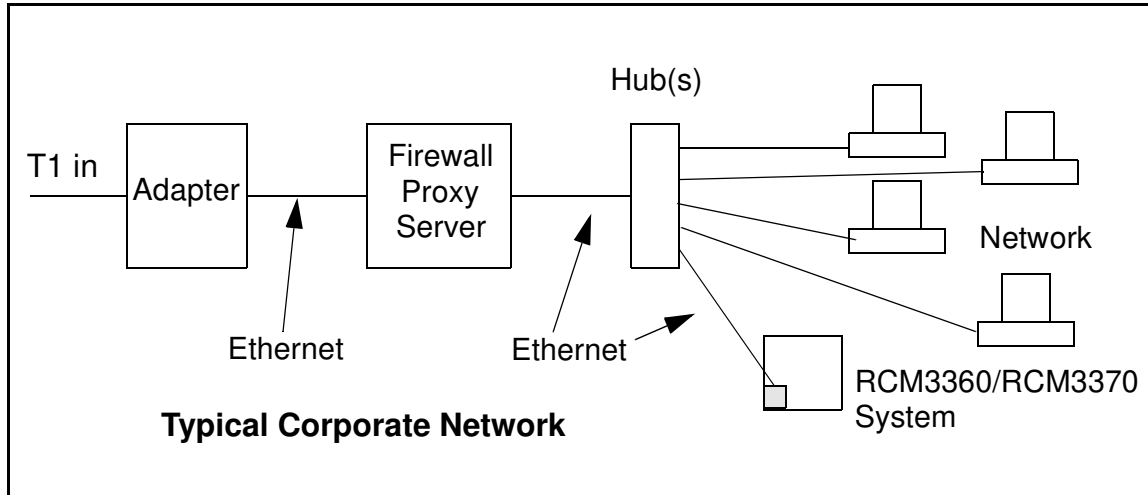 Hub(s)
T1 in
Adapter
Firewall
Proxy
Server
Network
Ethernet
Ethernet
RCM3360/RCM3370
System
Typical Corporate Network